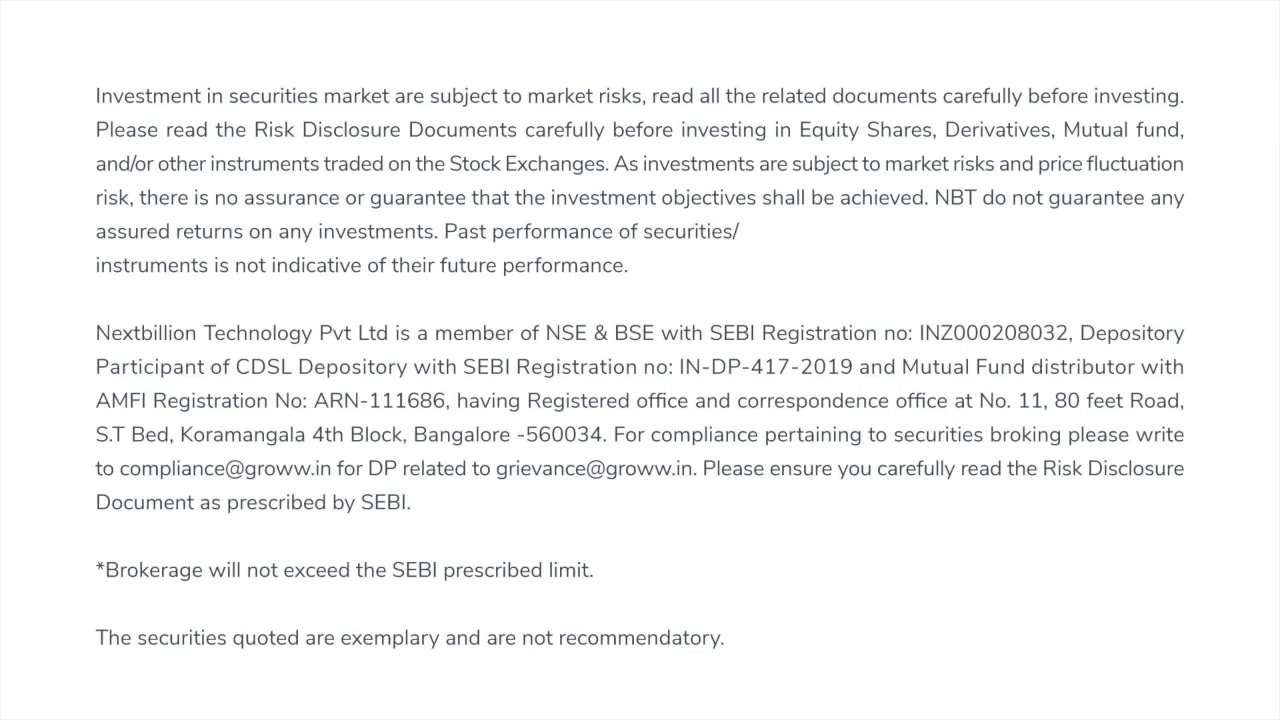 Investment in securities market are subject to market risks, read all the related documents carefully before investing.
Please read the Risk Disclosure Documents carefully before investing in Equity Shares, Derivatives, Mutual fund,
and/or other instruments traded on the Stock Exchanges. As investments are subject to market risks and price fluctuation
risk, there is no assurance or guarantee that the investment objectives shall be achieved. NBT do not guarantee any
assured returns on any investments. Past performance of securities/
instruments is not indicative of their future performance.
Nextbillion Technology Pvt Ltd is a member of NSE & BSE with SEBI Registration no: INZ000208032, Depository
Participant of CDSL Depository with SEBI Registration no: IN-DP-417-2019 and Mutual Fund distributor with
AMFI Registration No: ARN-111686, having Registered office and correspondence office at No. 11, 80 feet Road,
S.T Bed, Koramangala 4th Block, Bangalore -560034. For compliance pertaining to securities broking please write
to compliance@groww.in for DP related to grievance@groww.in. Please ensure you carefully read the Risk Disclosure
Document as prescribed by SEBI.
*Brokerage will not exceed the SEBI prescribed limit.
The securities quoted are exemplary and are not recommendatory.